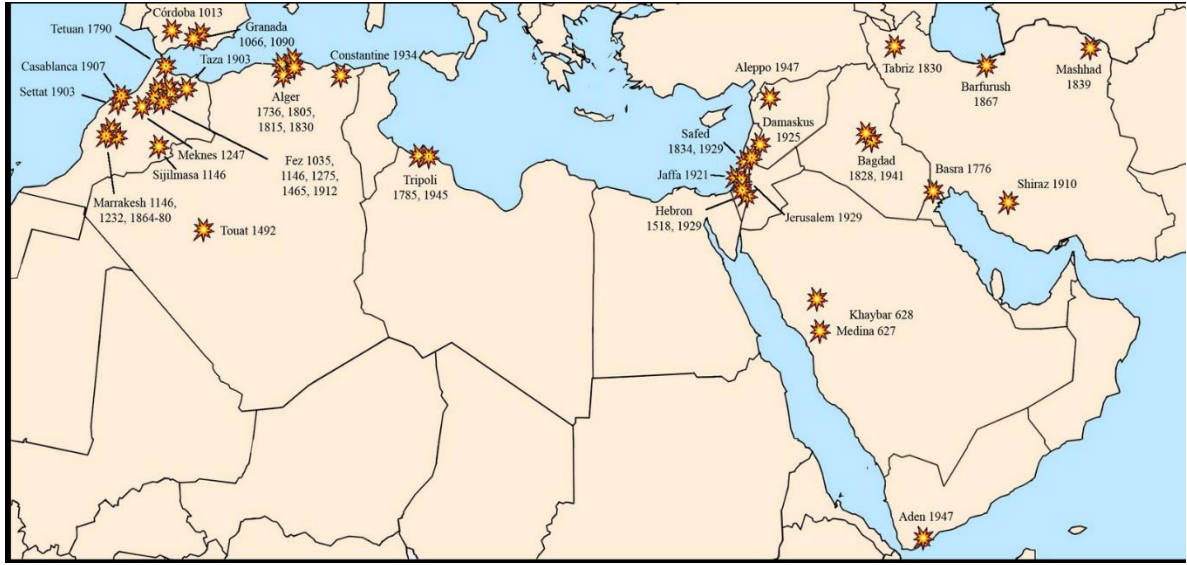 Córdoba 1013
Granada
1066, 1090
Tetuan 1790
Taza 1903
Constantine 1934
Casablanca 1907
Settat 1903
Alger
1736, 1805,
1815, 1830
Meknes 1247
Sijilmasa 1146
Fez 1035,
1146, 1275,
1465, 1912
Marrakesh 1146,
1232, 1864-80
Touat 1492
Tripoli
1785, 1945
Aleppo 1947
Tabriz 1830
Barfurush
1867
Mashhad
1839
Damaskus
1925
Safed
1834, 1929
Jaffa 1921
Bagdad
1828, 1941
Basra 1776
Shiraz 1910
Hebron
1518, 1929
Jerusalem 1929
Khaybar 628
Medina 627
Aden 1947